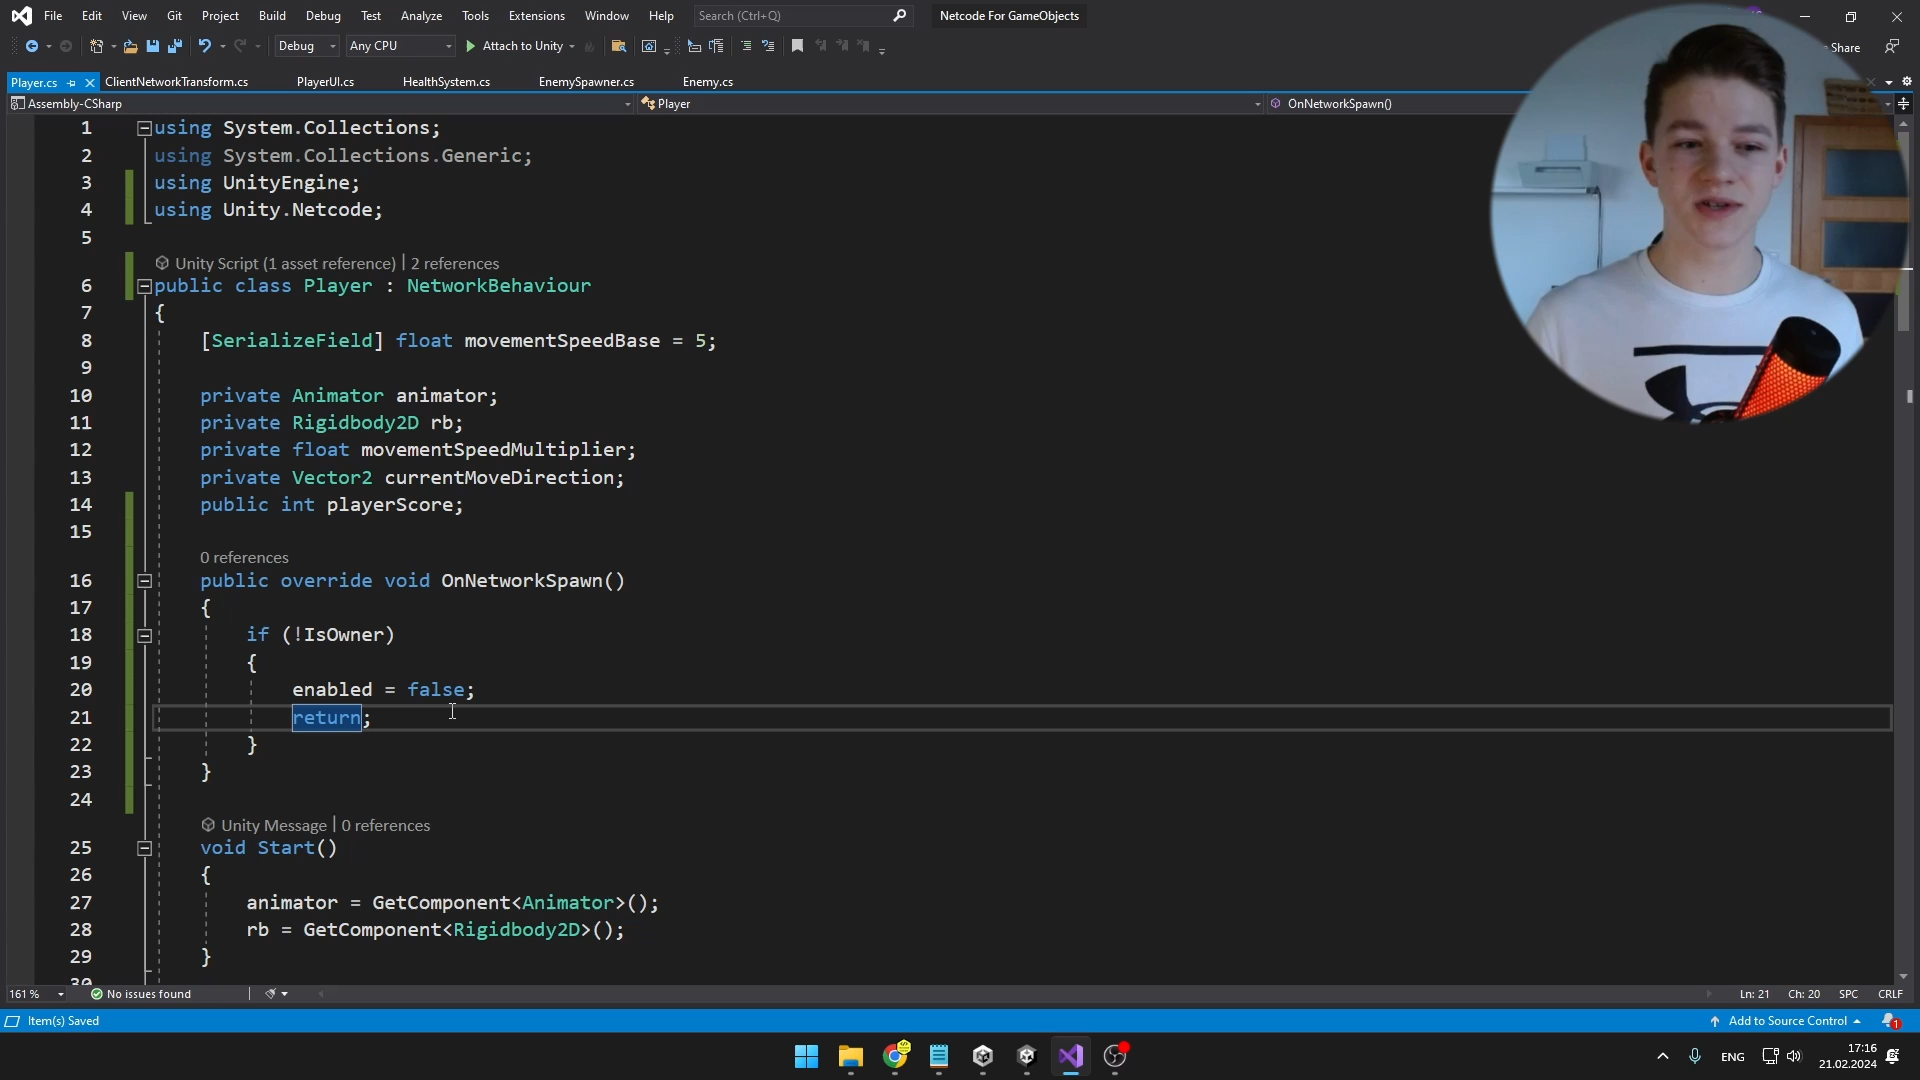 File Edit View Git Project Build Debug Test Analyze Tools Extensions Window Help Search (Ctrl+Q) Netcode For GameObjects
Debug Any CPU Attach to Unity Share
Player.cs ClientNetworkTransform.cs PlayerUI.cs HealthSystem.cs EnemySpawner.cs Enemy.cs
Assembly-CSharp Player OnNetworkSpawn()
1 using System.Collections;
2 using System.Collections.Generic;
3 using UnityEngine;
4 using Unity.Netcode;
5
Unity Script (1 asset reference) | 2 references
6 public class Player : NetworkBehaviour
7 {
8 [SerializeField] float movementSpeedBase = 5;
9
10 private Animator animator;
11 private Rigidbody2D rb;
12 private float movementSpeedMultiplier;
13 private Vector2 currentMoveDirection;
14 public int playerScore;
15
0 references
16 public override void OnNetworkSpawn()
17 {
18 if (!IsOwner)
19 {
20 enabled = false;
21 return;
22 }
23 }
24
Unity Message | 0 references
25 void Start()
26 {
27 animator = GetComponent<Animator>();
28 rb = GetComponent<Rigidbody2D>();
29 }
30
161 % No issues found Ln: 21 Ch: 20 SPC CRLF
Item(s) Saved Add to Source Control 1
ENG 17:16
21.02.2024